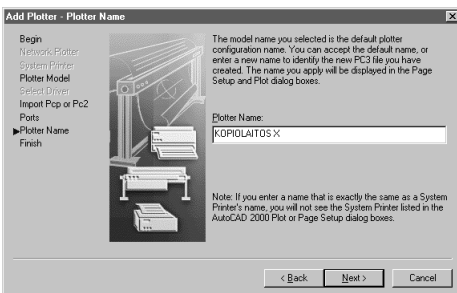 Add Plotter - Plotter Name
Begin
Network Plotter
System Printer
Plotter Model
Select Driver
Import Pcp or Pc2
Ports
Plotter Name
Finish
The model name you selected is the default plotter
configuration name. You can accept the default name, or
enter a new name to identify the new PC3 file you have
created. The name you apply will be displayed in the Page
Setup and Plot dialog boxes.
Plotter Name:
KOPIOLAITOS X
Note: If you enter a name that is exactly the same as a System
Printer's name, you will not see the System Printer listed in the
AutoCAD 2000 Plot or Page Setup dialog boxes.
< Back
Next >
Cancel